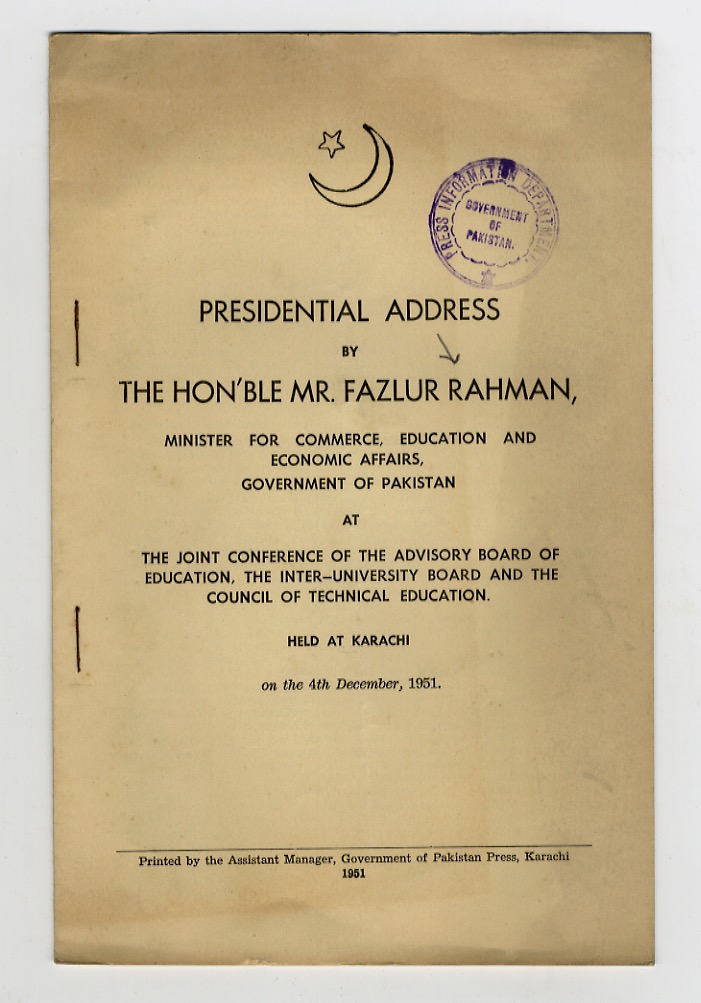 PRESS INFORMATION DEPARTMENT.
GOVERNMENT
OF
PAKISTAN.
PRESIDENTIAL ADDRESS
BY
THE HON'BLE MR. FAZLUR RAHMAN,
MINISTER FOR COMMERCE, EDUCATION AND
ECONOMIC AFFAIRS,
GOVERNMENT OF PAKISTAN
AT
THE JOINT CONFERENCE OF THE ADVISORY BOARD OF
EDUCATION, THE INTER–UNIVERSITY BOARD AND THE
COUNCIL OF TECHNICAL EDUCATION.
HELD AT KARACHI
on the 4th December, 1951.
Printed by the Assistant Manager, Government of Pakistan Press, Karachi
1951